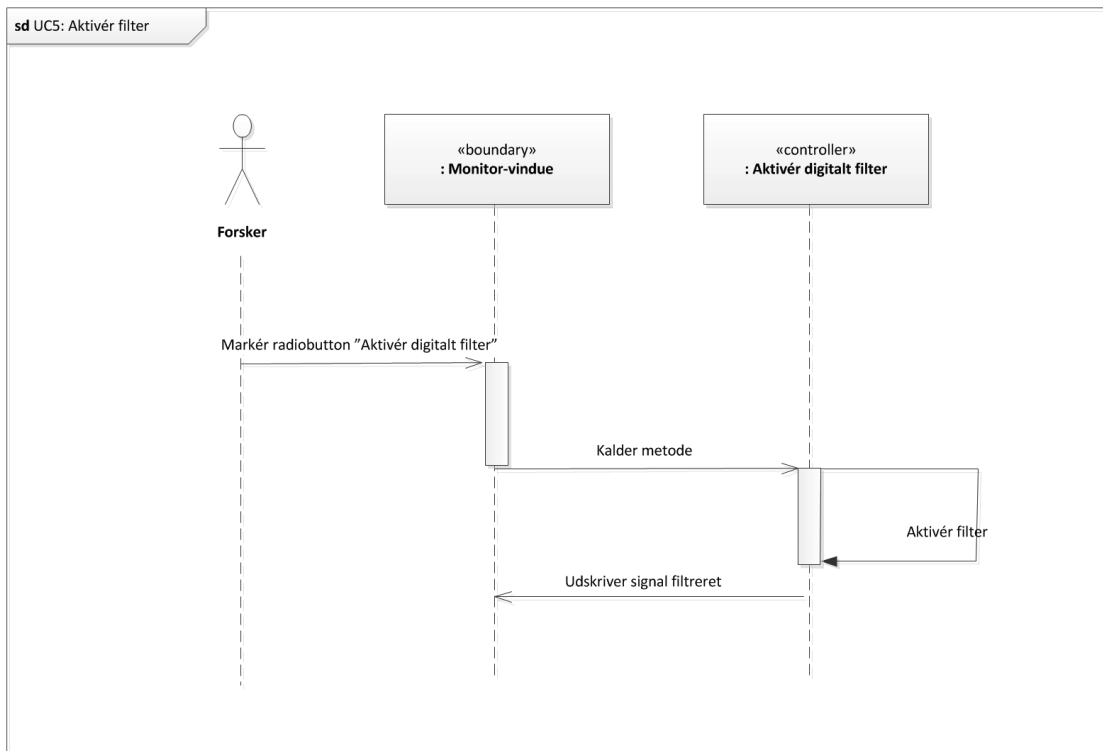 sd UC5: Aktivér filter
«boundary»
: Monitor-vindue
«controller»
: Aktivér digitalt filter
Forsker
Markér radiobutton ”Aktivér digitalt filter”
Kalder metode
Aktivér filter
Udskriver signal filtreret